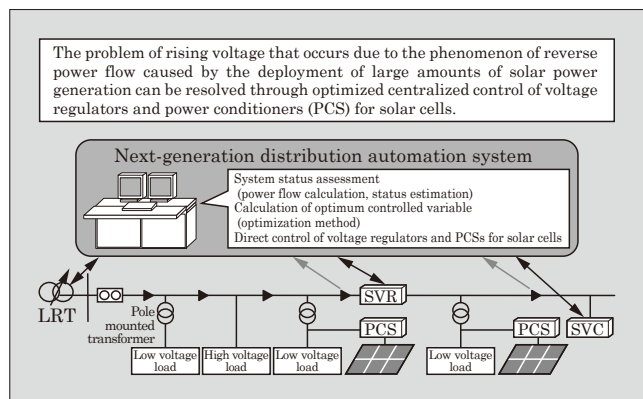 The problem of rising voltage that occurs due to the phenomenon of reverse
power flow caused by the deployment of large amounts of solar power
generation can be resolved through optimized centralized control of voltage
regulators and power conditioners (PCS) for solar cells.
Next-generation distribution automation system
System status assessment
(power flow calculation, status estimation)
Calculation of optimum controlled variable
(optimization method)
Direct control of voltage regulators and PCSs for solar cells
LRT
Pole
mounted
transformer
SVR
PCS
PCS
SVC
Low voltage
load
High voltage
load
Low voltage
load
Low voltage
load